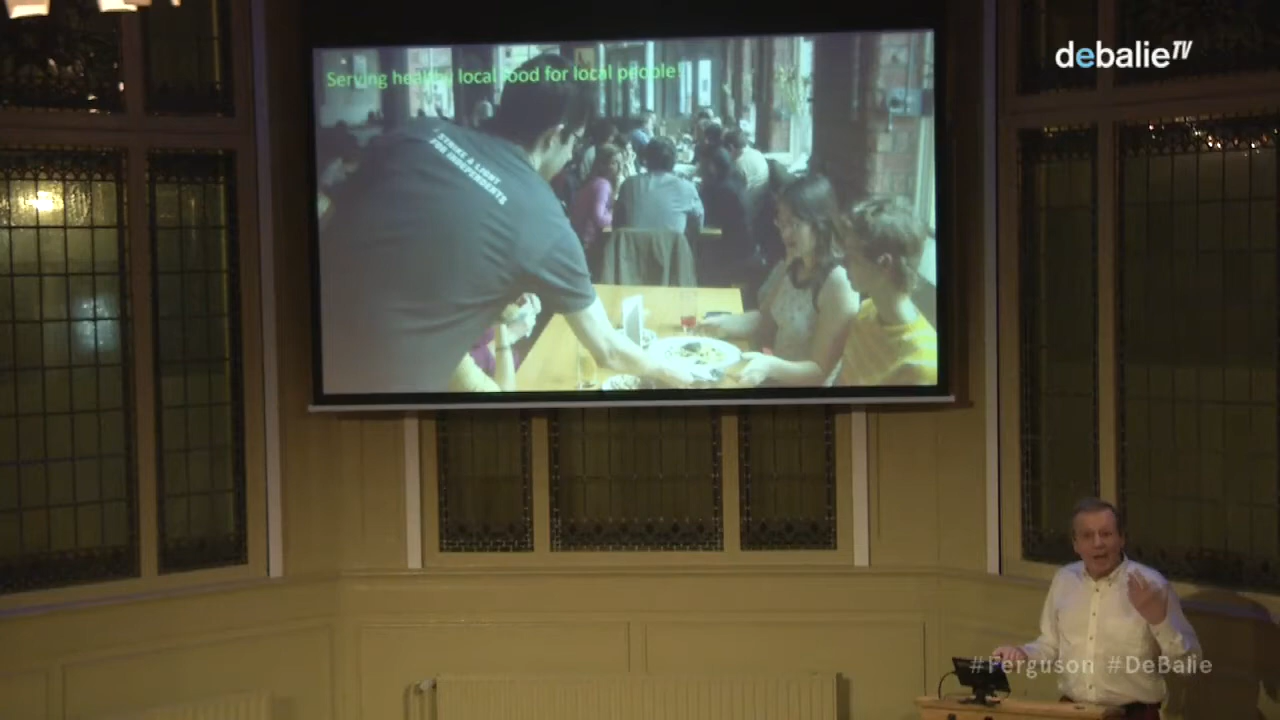 debalieTV
Serving healthy local food for local people!
STRIKE A LIGHT
FOR INDEPENDENTS
#Ferguson #DeBalie